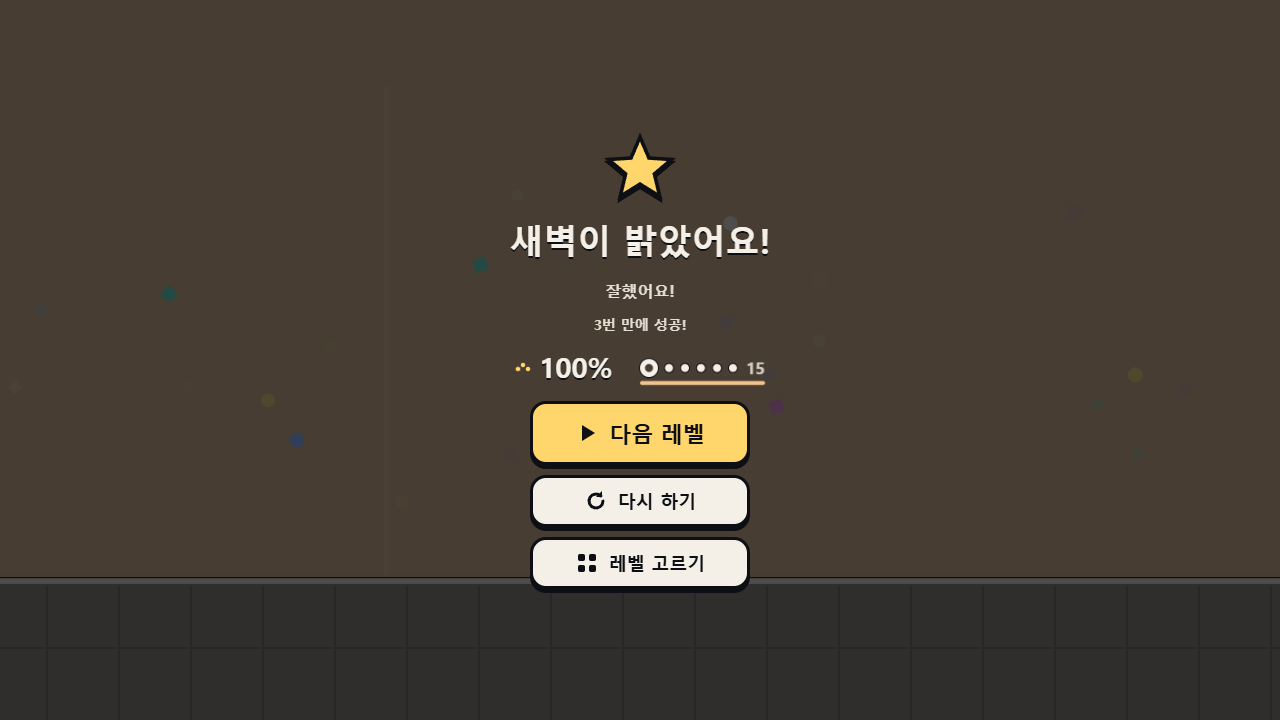 새벽이 밝았어요!
잘했어요!
3번 만에 성공!
100% 15
다음 레벨
다시 하기
레벨 고르기